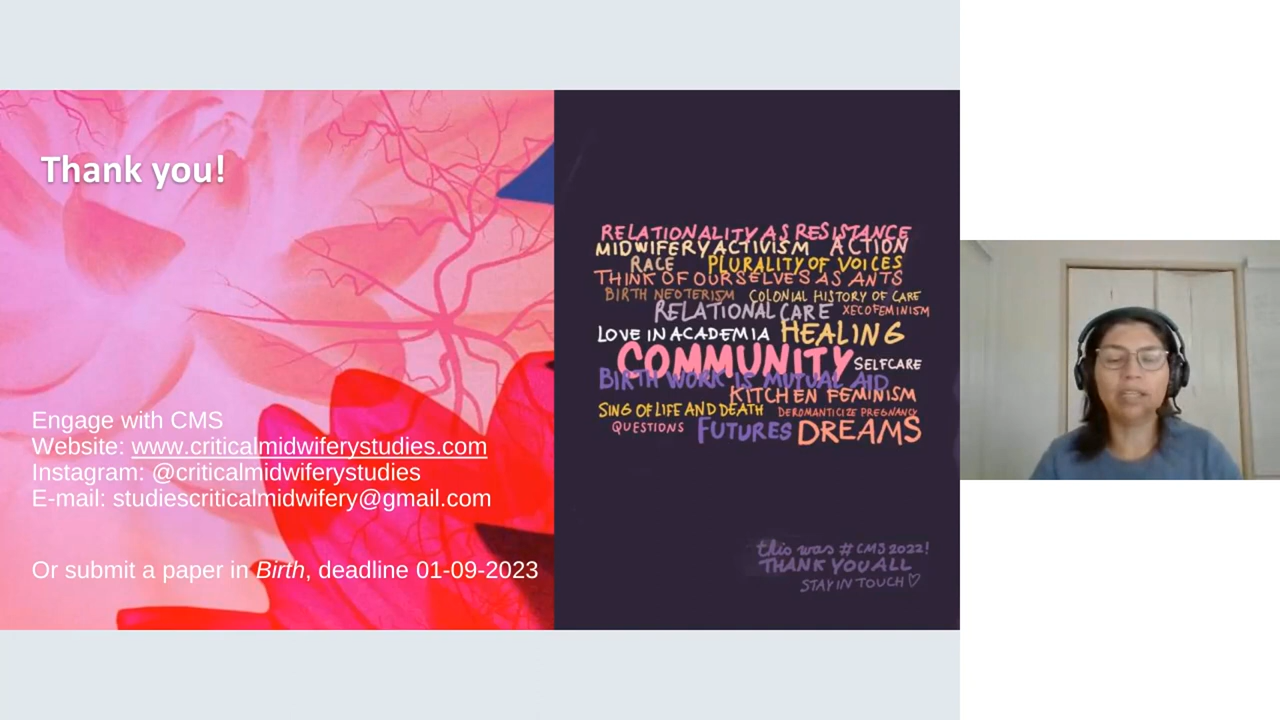 Thank you!
Engage with CMS
Website: www.criticalmidwiferystudies.com
Instagram: @criticalmidwiferystudies
E-mail: studiescriticalmidwifery@gmail.com
Or submit a paper in Birth, deadline 01-09-2023
RELATIONALITY AS RESISTANCE
MIDWIFERY ACTIVISM ACTION
RACE PLURALITY OF VOICES
THINK OF OURSELVES AS ANTS
BIRTH NEOTERISM COLONIAL HISTORY OF CARE
RELATIONAL CARE XECOFEMINISM
LOVE IN ACADEMIA HEALING
COMMUNITY SELFCARE
BIRTH WORK IS MUTUAL AID
KITCHEN FEMINISM
SING OF LIFE AND DEATH DEROMANTICIZE PREGNANCY
QUESTIONS FUTURES DREAMS
this was #CMS2022!
THANK YOU ALL
STAY IN TOUCH